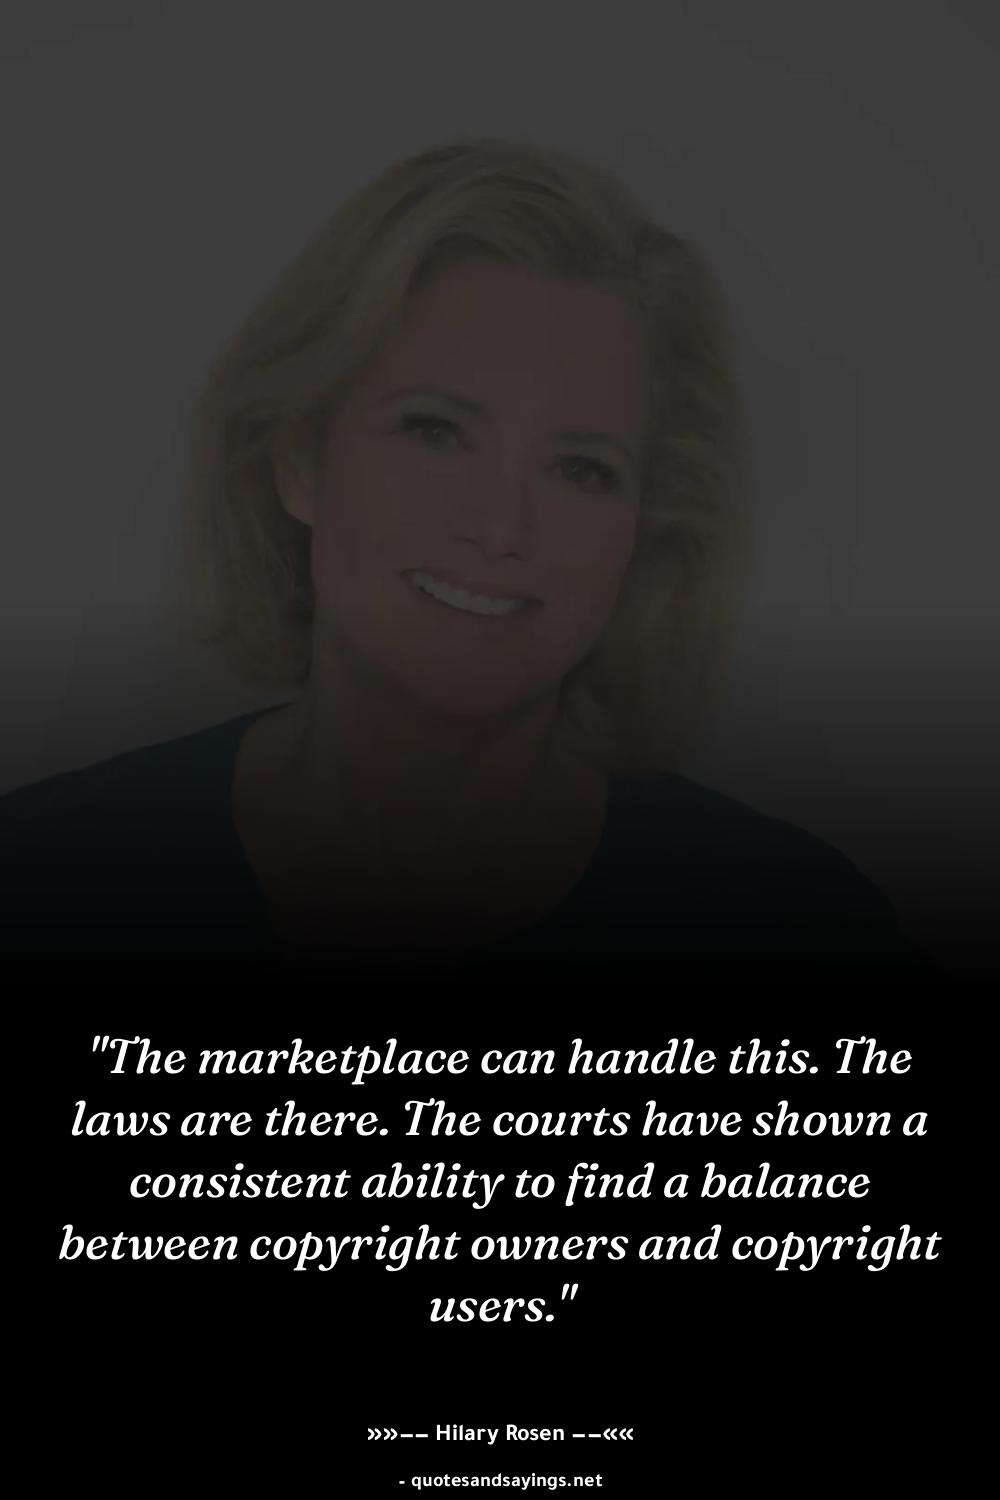 "The marketplace can handle this. The
laws are there. The courts have shown a
consistent ability to find a balance
between copyright owners and copyright
users."
»»−− Hilary Rosen −−««
- quotesandsayings.net